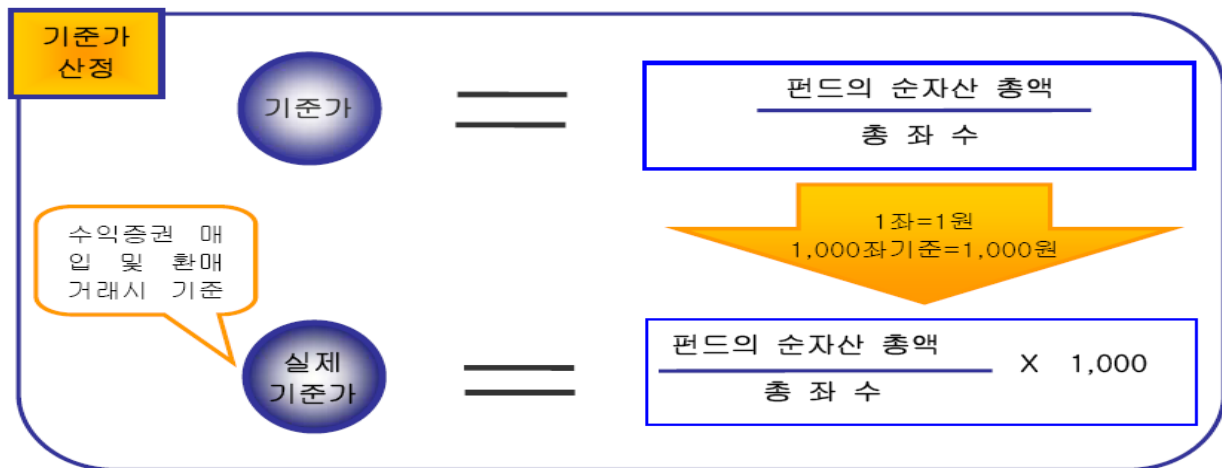 기준가
산정
기준가
펀드의 순자산 총액
총 좌 수
1좌=1원
1,000좌기준=1,000원
수익증권 매
입 및 환매
거래시 기준
실제
기준가
펀드의 순자산 총액
총 좌 수
X 1,000